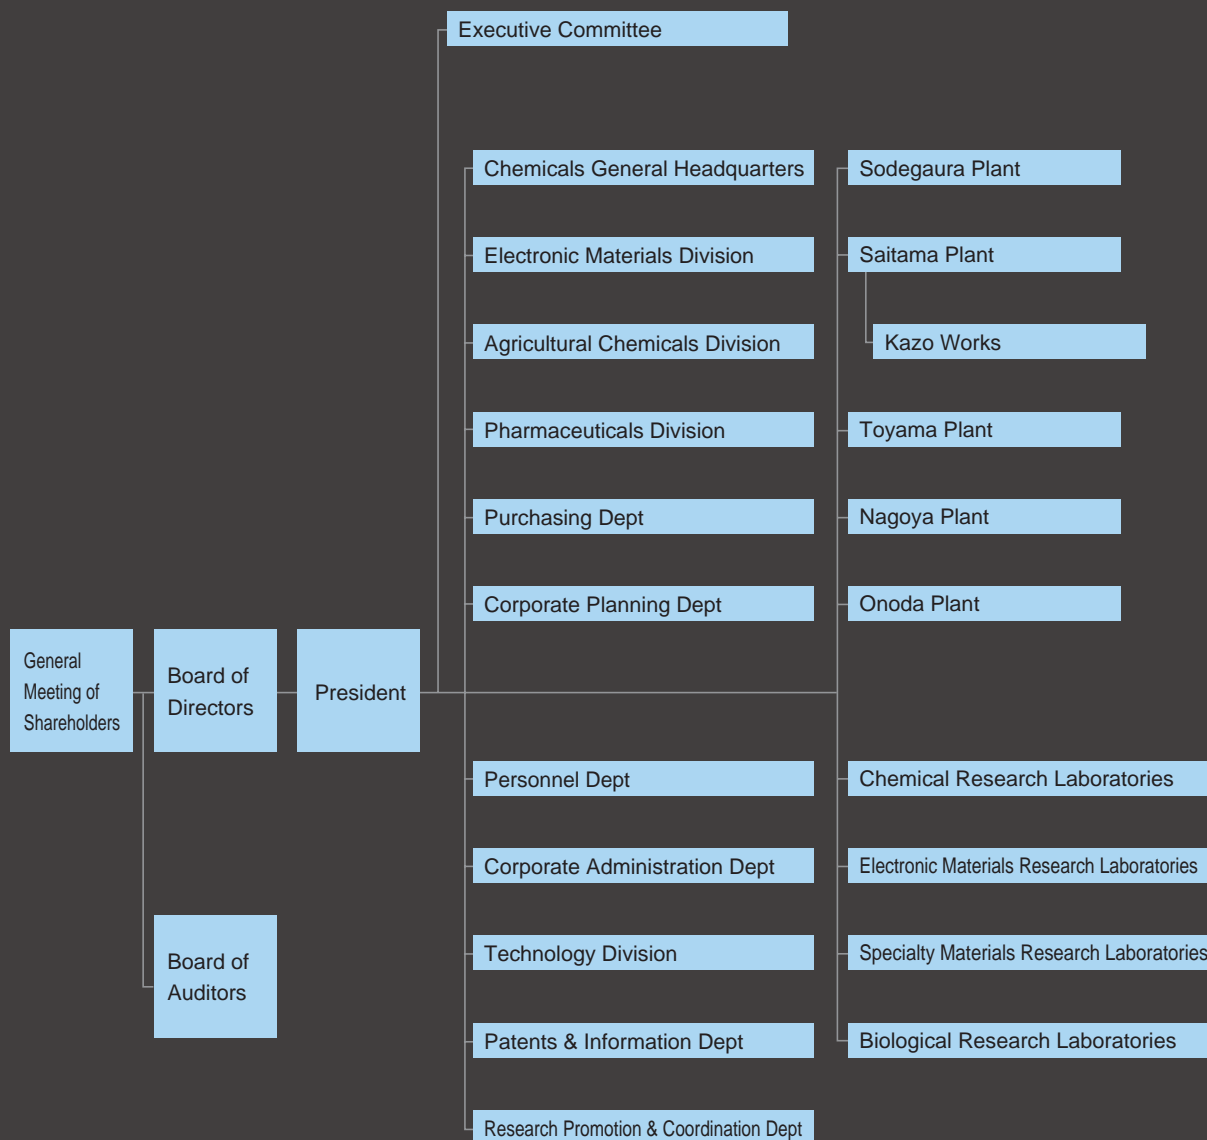 Executive Committee
Chemicals General Headquarters
Electronic Materials Division
Agricultural Chemicals Division
Pharmaceuticals Division
Purchasing Dept
Corporate Planning Dept
General
Meeting of
Shareholders
Board of
Directors
President
Board of
Auditors
Personnel Dept
Corporate Administration Dept
Technology Division
Patents & Information Dept
Research Promotion & Coordination Dept
Sodegaura Plant
Saitama Plant
Kazo Works
Toyama Plant
Nagoya Plant
Onoda Plant
Chemical Research Laboratories
Electronic Materials Research Laboratories
Specialty Materials Research Laboratories
Biological Research Laboratories